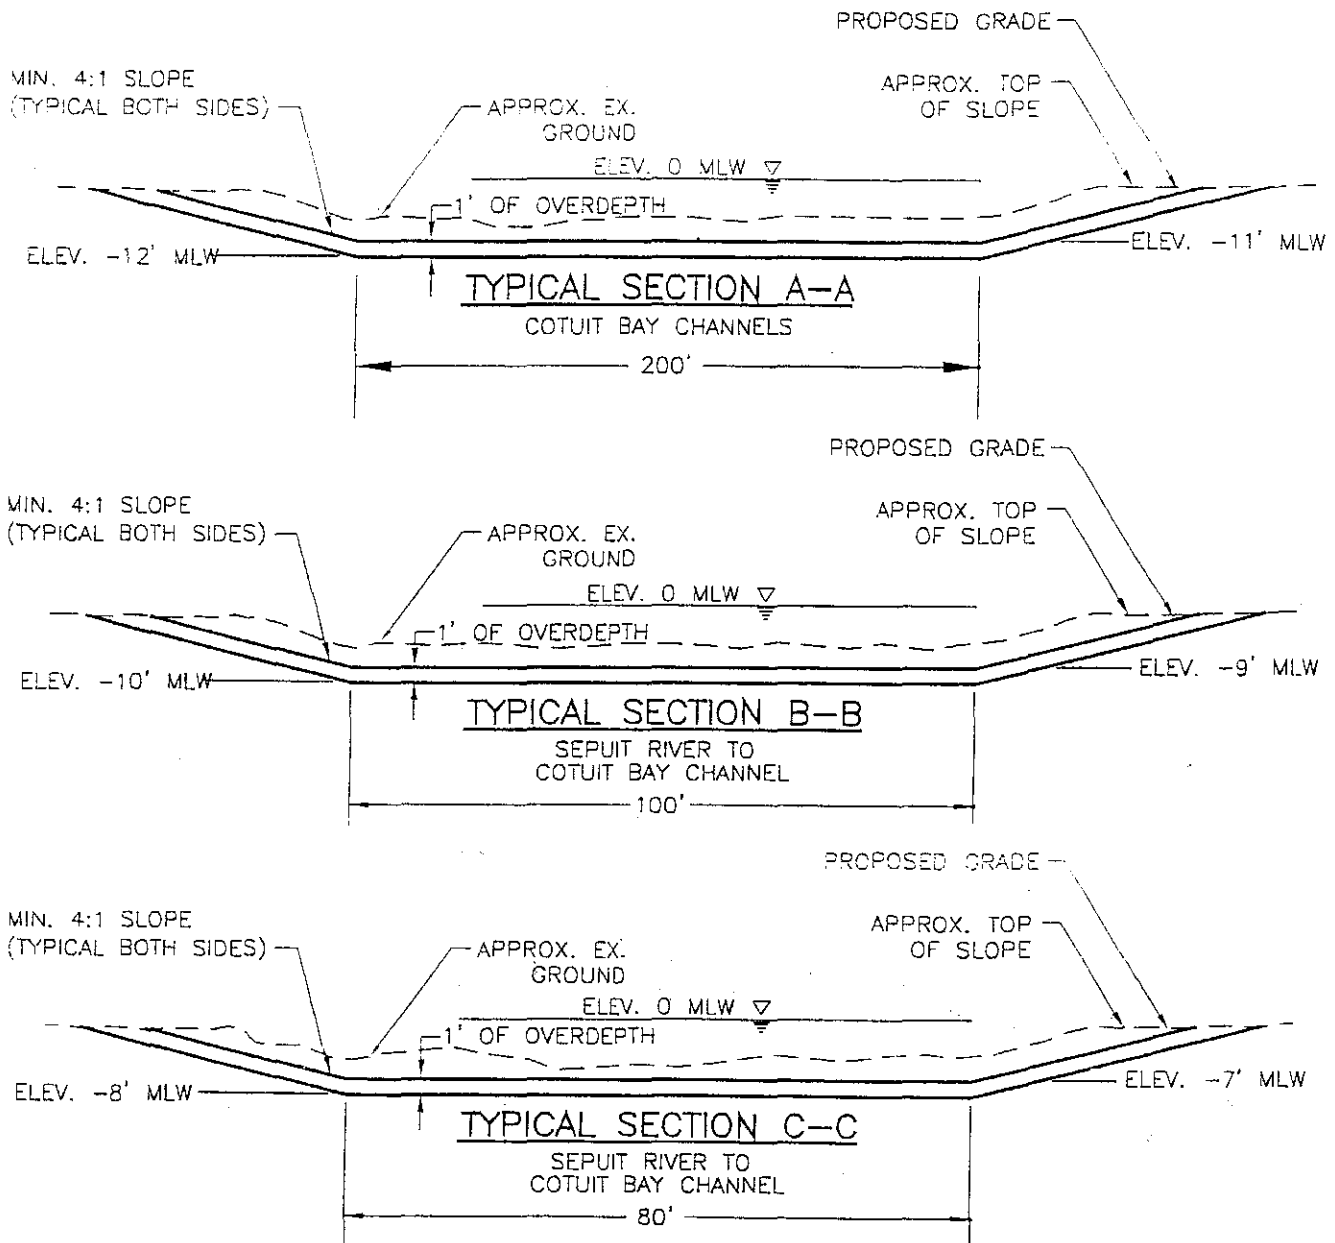 PROPOSED GRADE
MIN. 4:1 SLOPE
(TYPICAL BOTH SIDES)
APPROX. EX.
GROUND
APPROX. TOP
OF SLOPE
ELEV. 0 MLW
1' OF OVERDEPTH
ELEV. -12' MLW
ELEV. -11' MLW
TYPICAL SECTION A-A
COTUIT BAY CHANNELS
200'
PROPOSED GRADE
MIN. 4:1 SLOPE
(TYPICAL BOTH SIDES)
APPROX. EX.
GROUND
APPROX. TOP
OF SLOPE
ELEV. 0 MLW
1' OF OVERDEPTH
ELEV. -10' MLW
ELEV. -9' MLW
TYPICAL SECTION B-B
SEPUIT RIVER TO
COTUIT BAY CHANNEL
100'
PROPOSED GRADE
MIN. 4:1 SLOPE
(TYPICAL BOTH SIDES)
APPROX. EX.
GROUND
APPROX. TOP
OF SLOPE
ELEV. 0 MLW
1' OF OVERDEPTH
ELEV. -8' MLW
ELEV. -7' MLW
TYPICAL SECTION C-C
SEPUIT RIVER TO
COTUIT BAY CHANNEL
80'